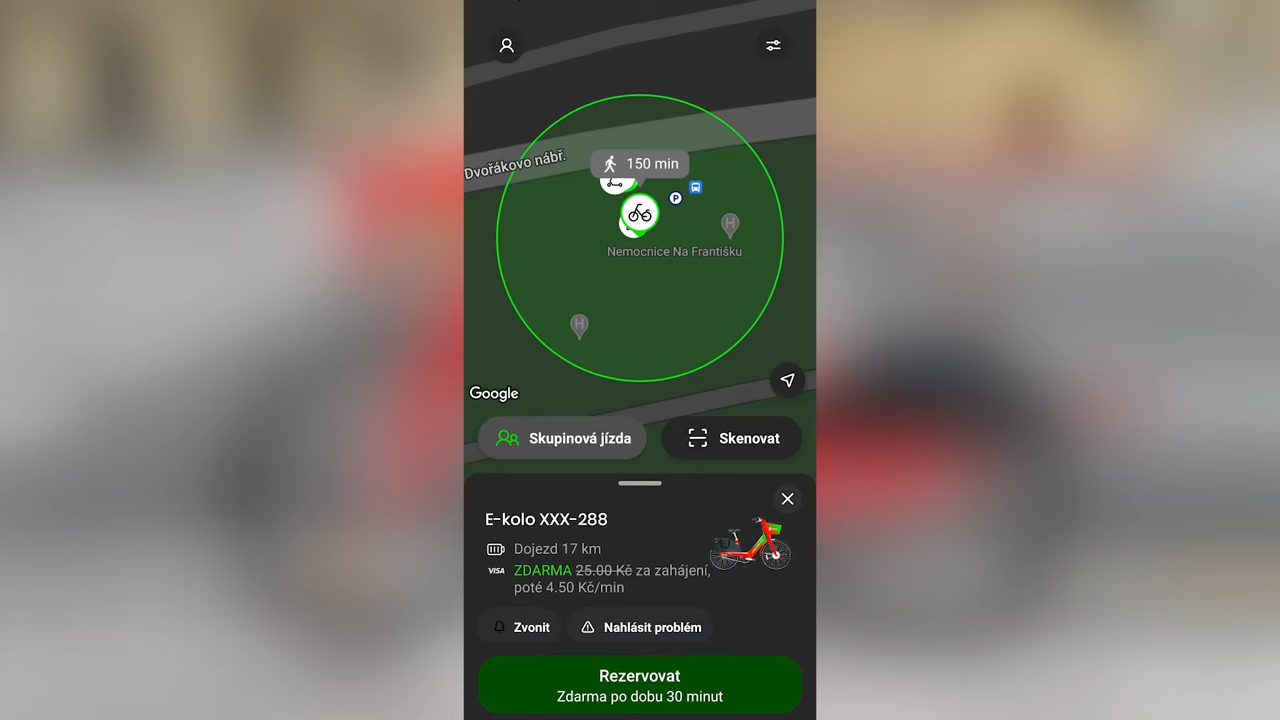 Dvořákovo nábř.
150 min
P
H
Nemocnice Na Františku
H
Google
Skupinová jízda
Skenovat
E-kolo XXX-288
Dojezd 17 km
VISA ZDARMA 25.00 Kč za zahájení,
poté 4.50 Kč/min
Zvonit
Nahlásit problém
Rezervovat
Zdarma po dobu 30 minut